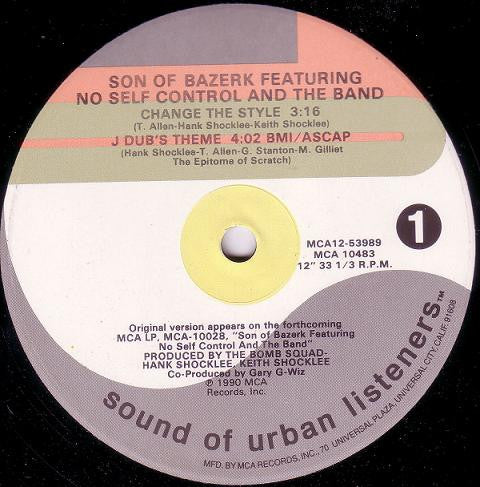 SON OF BAZERK FEATURING
NO SELF CONTROL AND THE BAND
CHANGE THE STYLE 3:16
(T. Allen-Hank Shocklee-Keith Shocklee)
J DUB'S THEME 4:02 BMI/ASCAP
(Hank Shocklee-T. Allen-G. Stanton-M. Gilliet
The Epitome of Scratch)
1
MCA12-53989
MCA 10483
12" 33 1/3 R.P.M.
Original version appears on the forthcoming
MCA LP, MCA-10028, "Son of Bazerk Featuring
No Self Control And The Band"
PRODUCED BY THE BOMB SQUAD-
HANK SHOCKLEE, KEITH SHOCKLEE
Co-Produced by Gary G-Wiz
℗ 1990 MCA
Records, Inc.
sound of urban listeners™
MFD. BY MCA RECORDS, INC., 70 UNIVERSAL PLAZA, UNIVERSAL CITY, CALIF. 91608